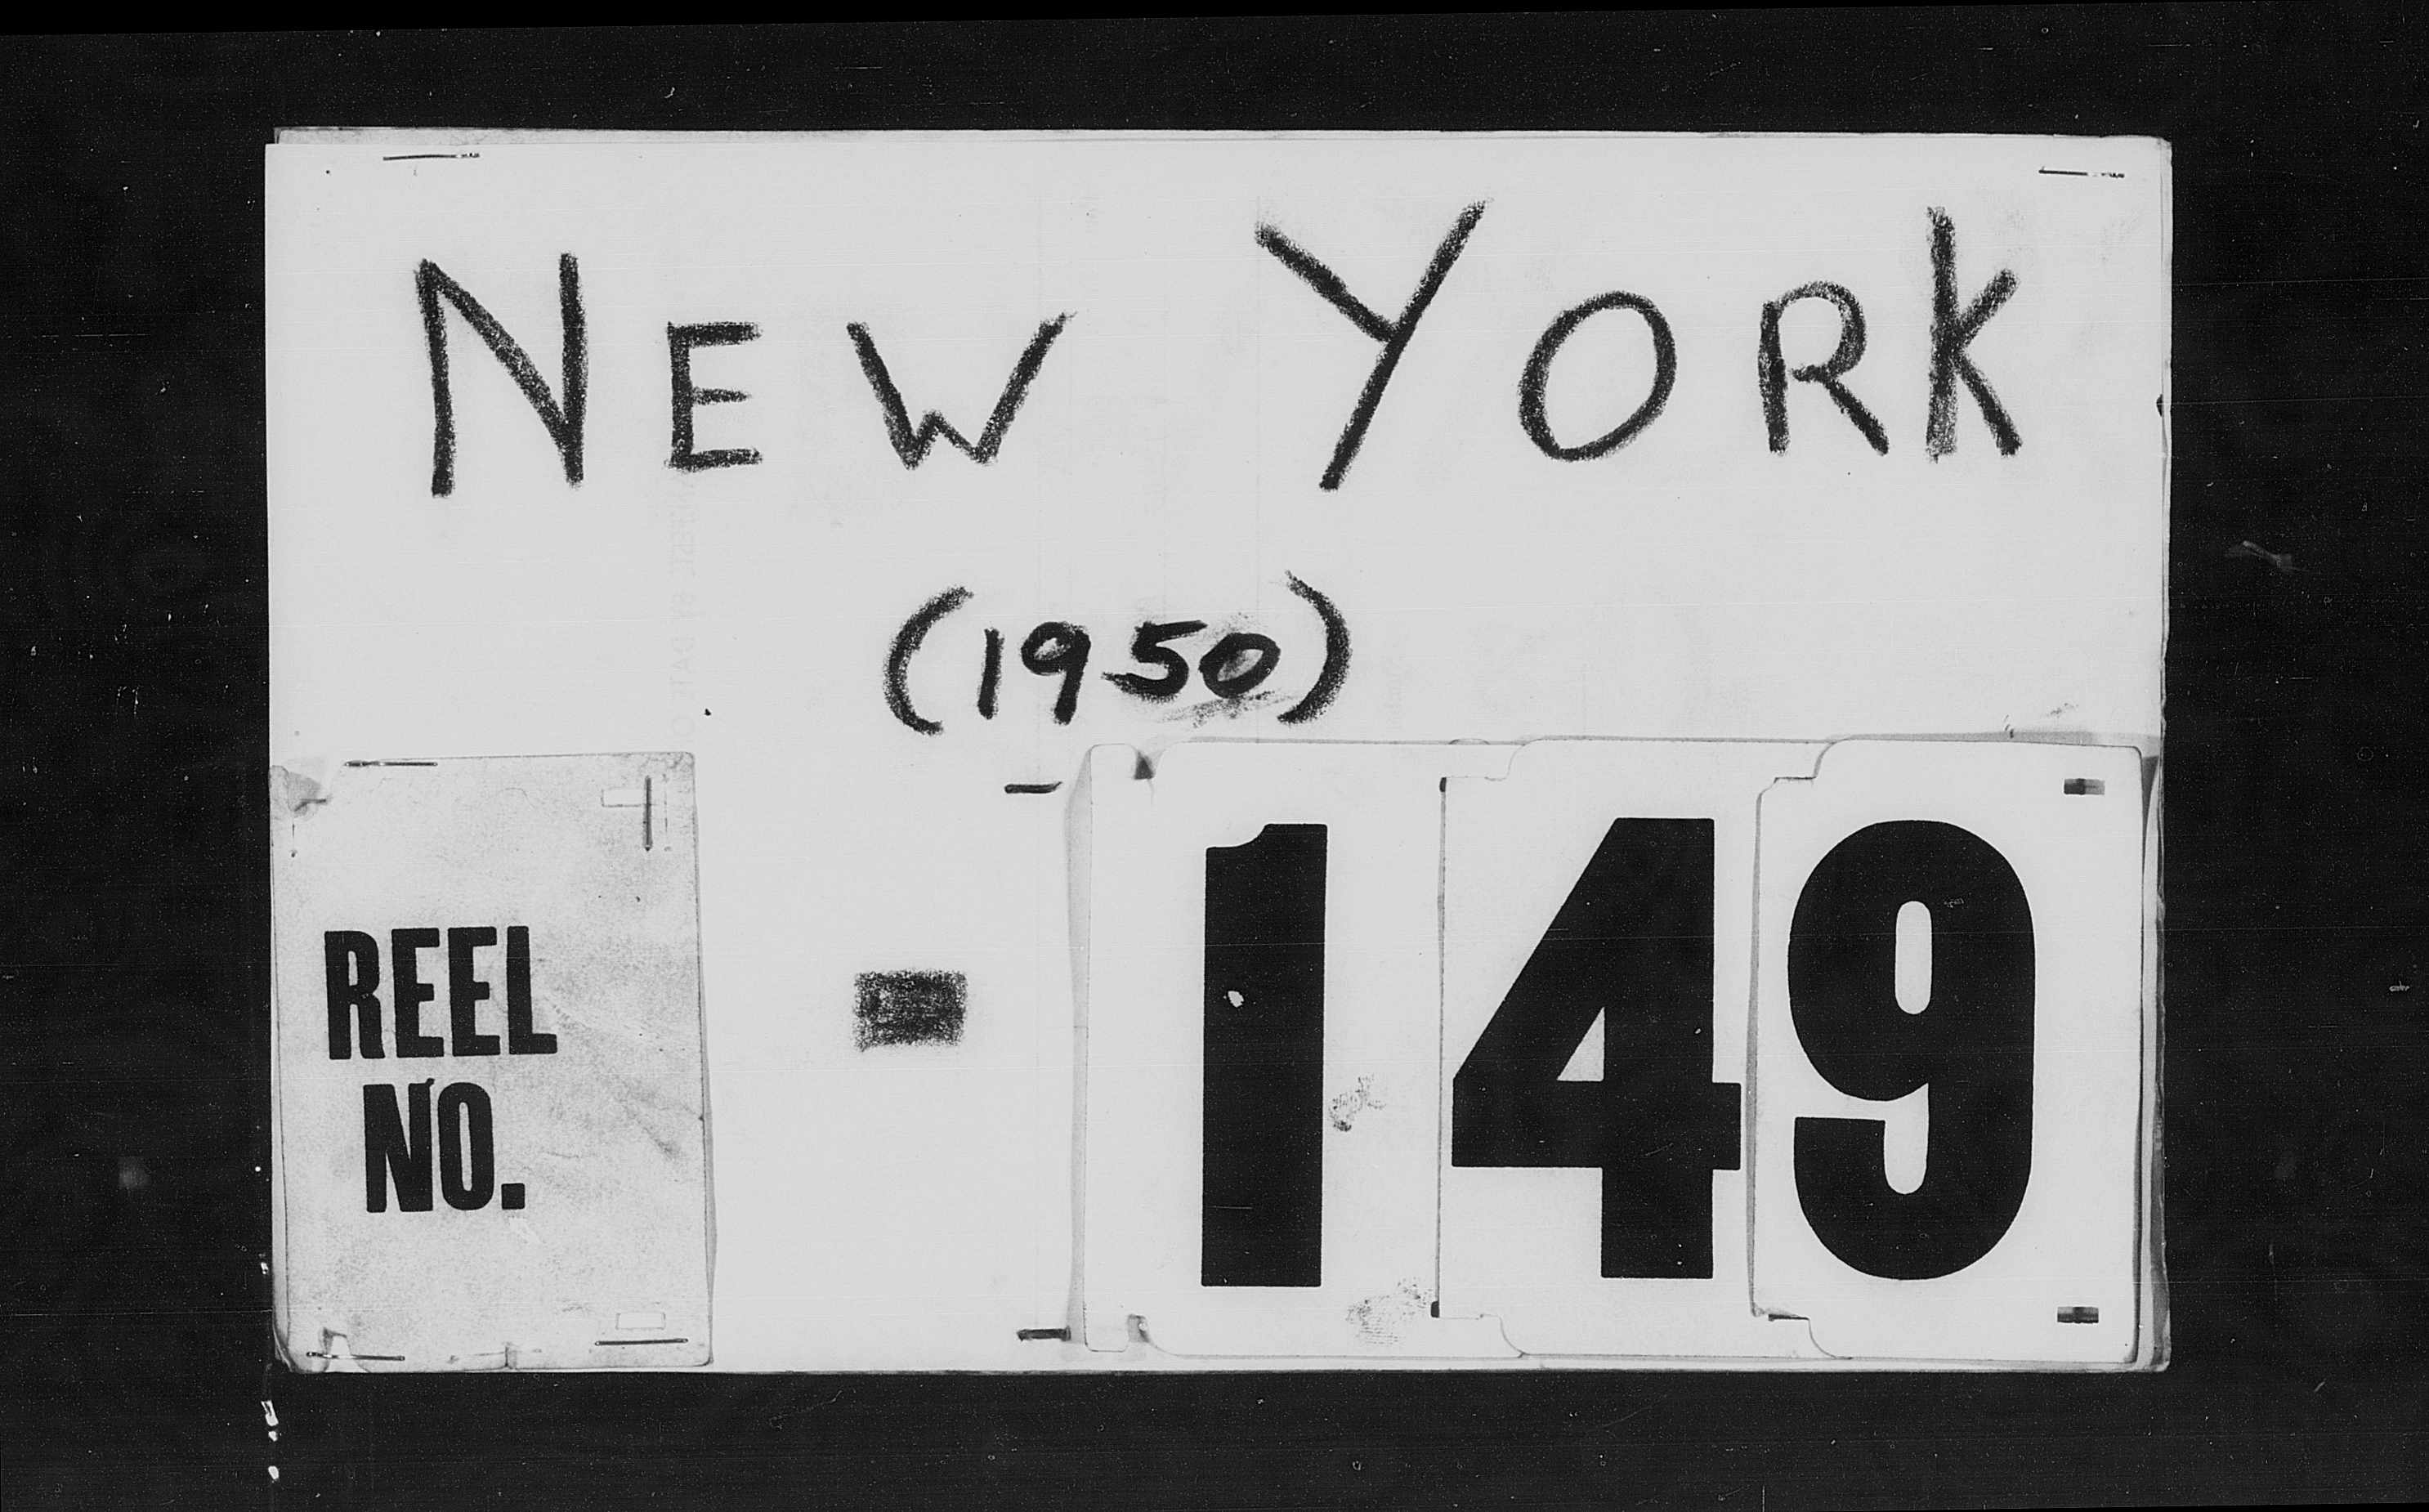 NEW YORK
(1950)
REEL
NO.
- 149